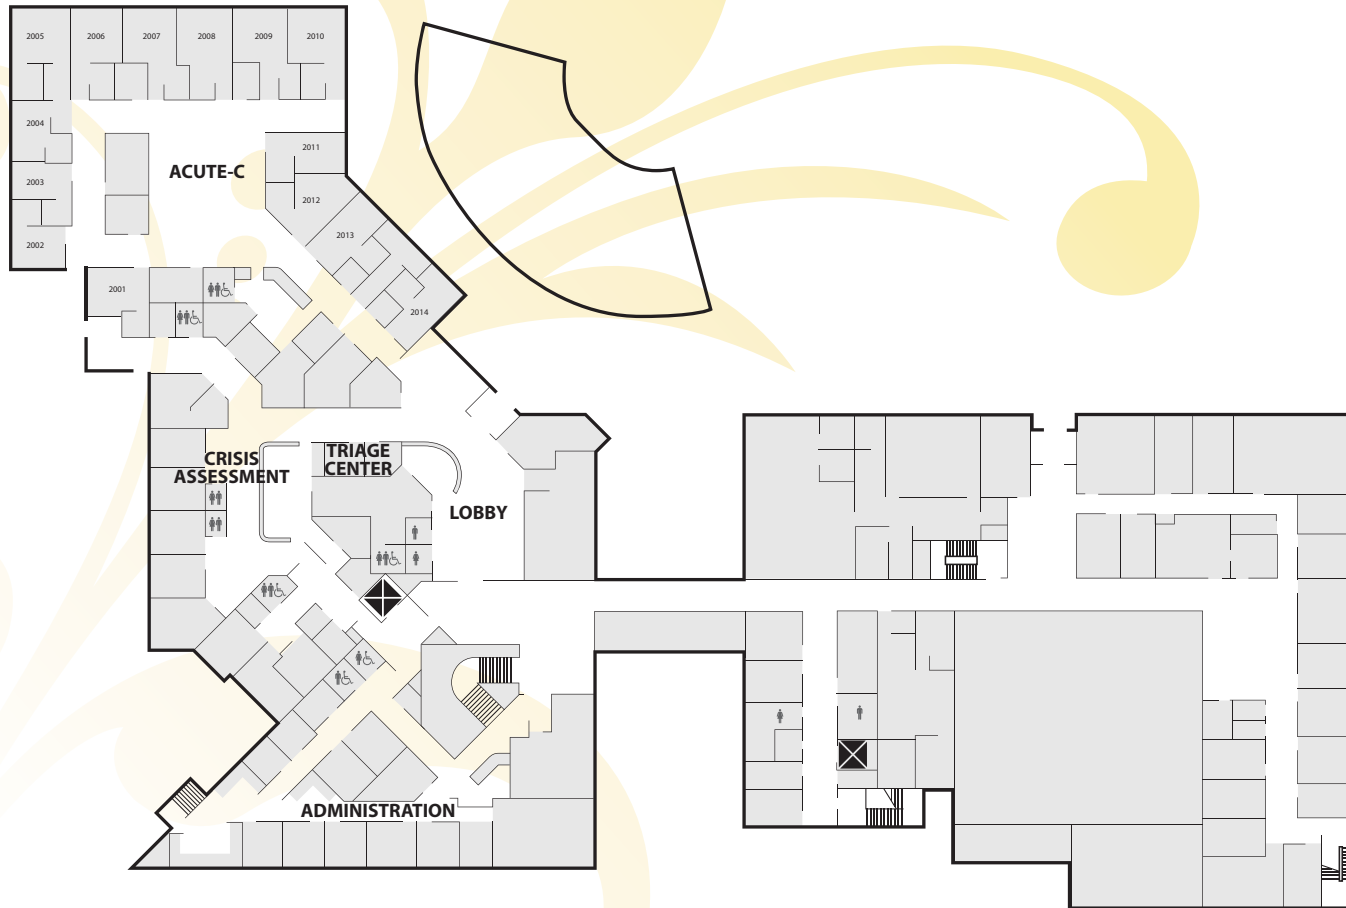 2005
2006
2007
2008
2009
2010
2004
2011
ACUTE-C
2003
2012
2013
2002
2001
2014
CRISIS
ASSESSMENT
TRIAGE
CENTER
LOBBY
ADMINISTRATION